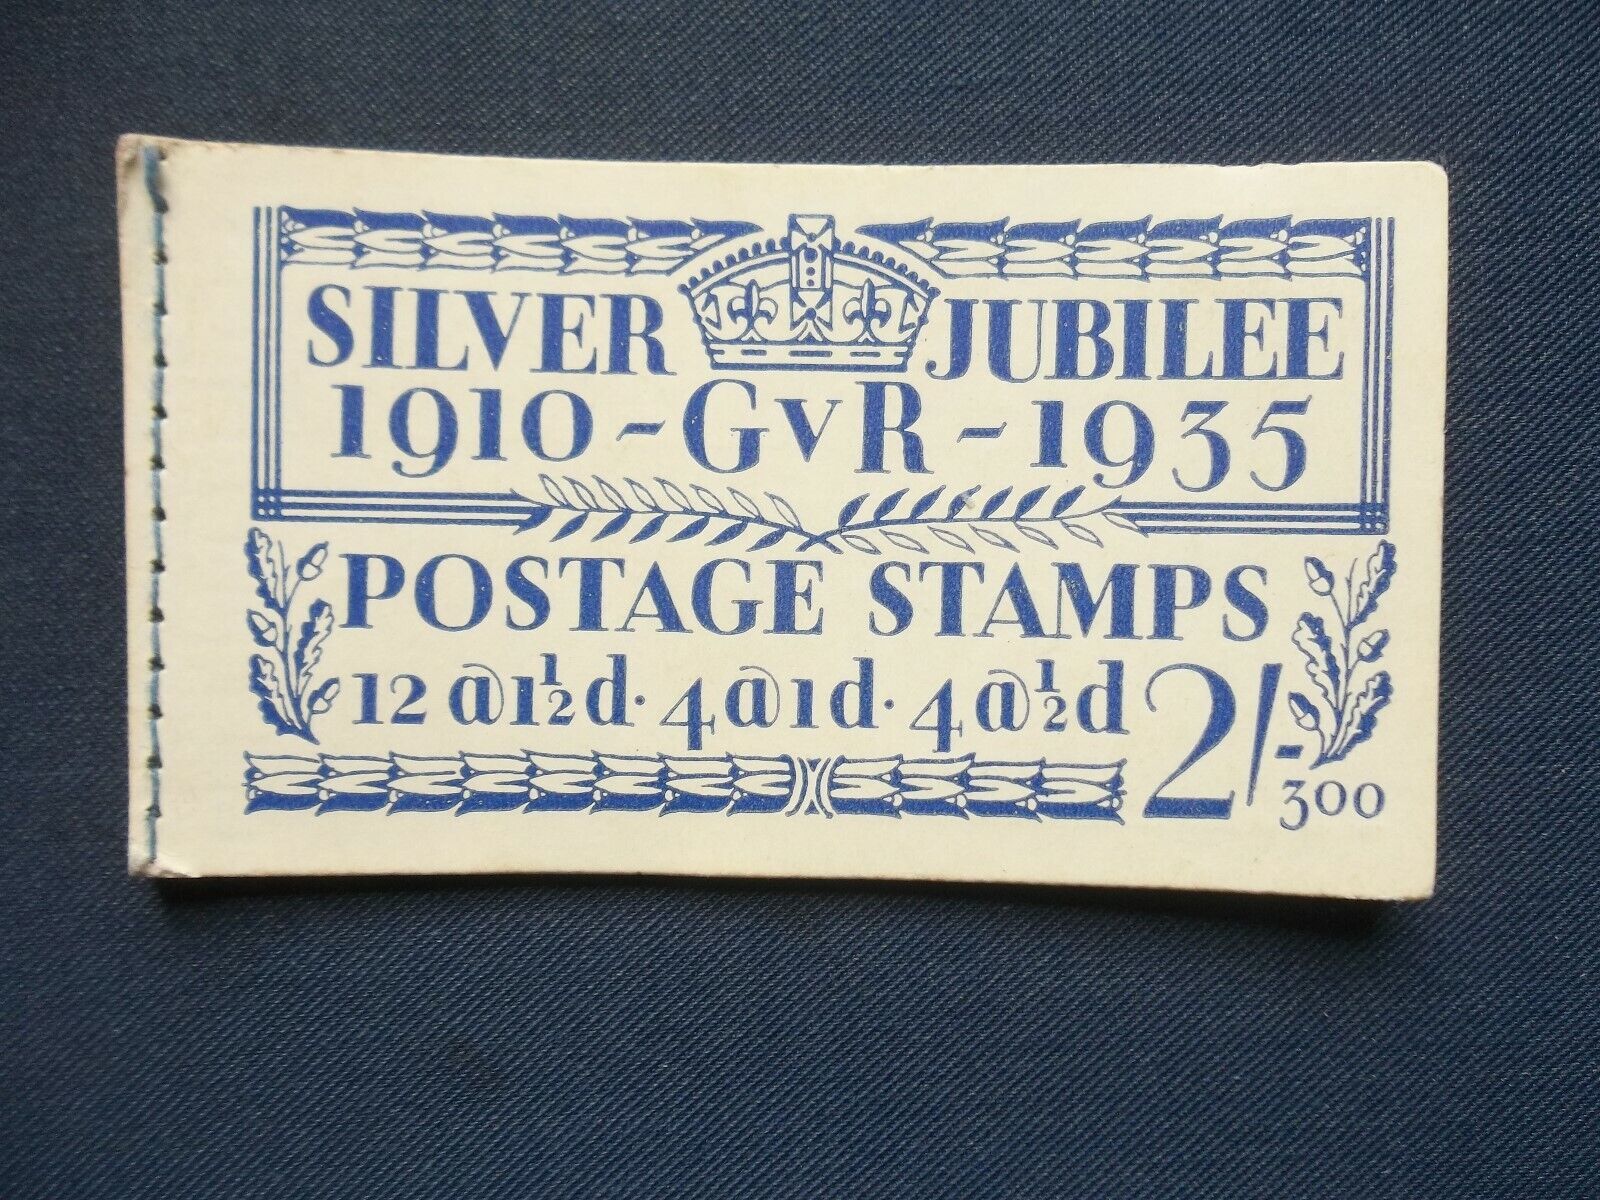 SILVER JUBILEE
1910 - GVR - 1935
POSTAGE STAMPS
12 @ 1½d · 4 @ 1d · 4 @ ½d 2/-
300